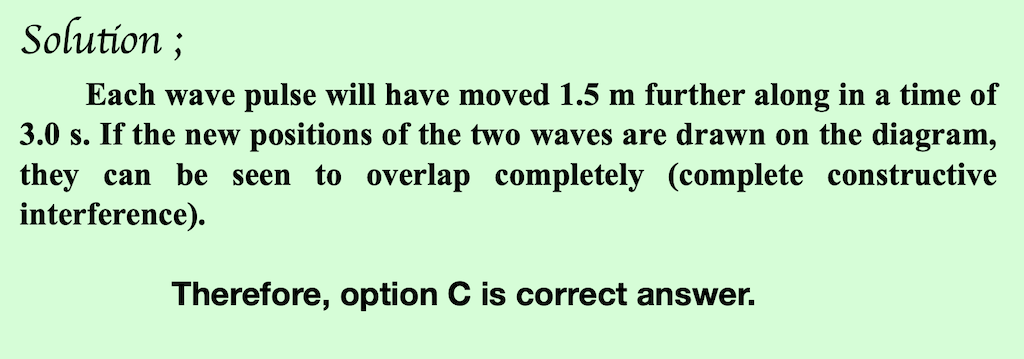 Solution ;
Each wave pulse will have moved 1.5 m further along in a time of
3.0 s. If the new positions of the two waves are drawn on the diagram,
they can be seen to overlap completely (complete constructive
interference).
Therefore, option C is correct answer.